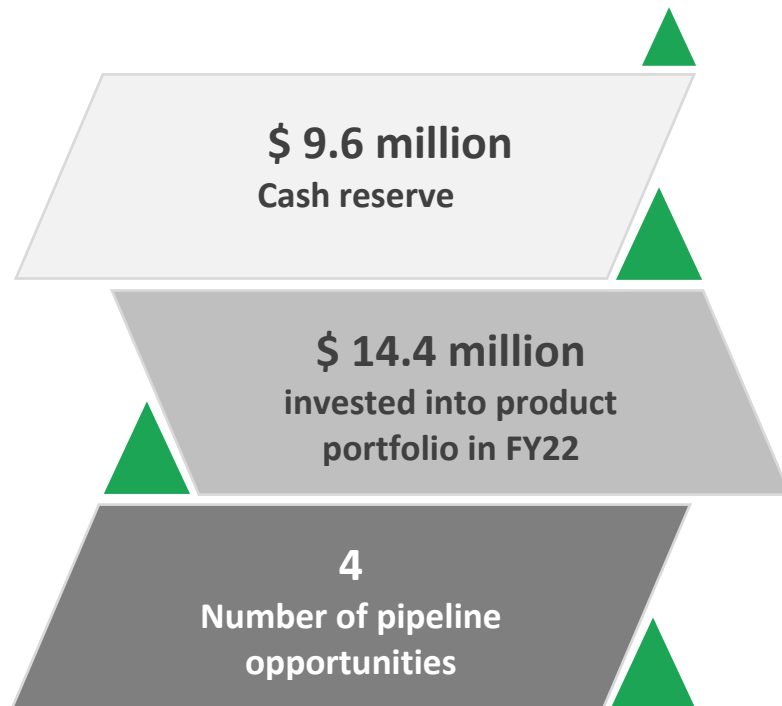 $ 9.6 million
Cash reserve
$ 14.4 million
invested into product
portfolio in FY22
4
Number of pipeline
opportunities